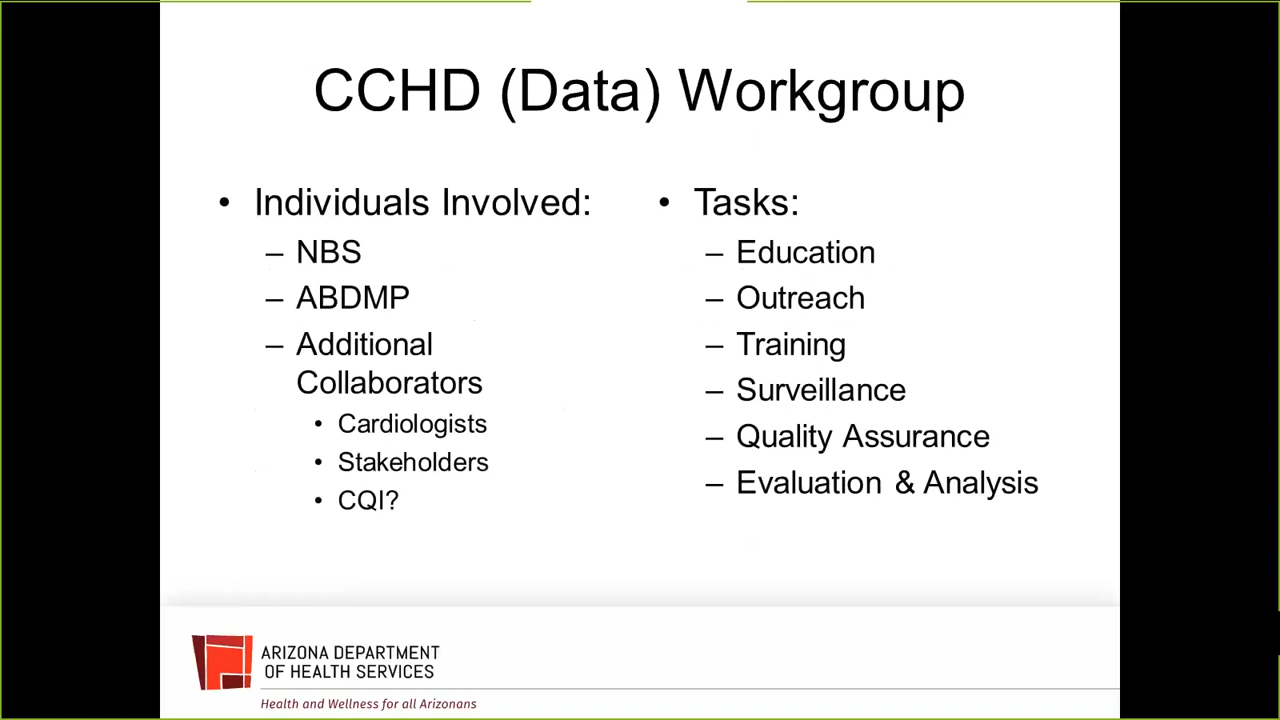 CCHD (Data) Workgroup
• Individuals Involved:
– NBS
– ABDMP
– Additional
Collaborators
• Cardiologists
• Stakeholders
• CQI?
• Tasks:
– Education
– Outreach
– Training
– Surveillance
– Quality Assurance
– Evaluation & Analysis
ARIZONA DEPARTMENT
OF HEALTH SERVICES
Health and Wellness for all Arizonans